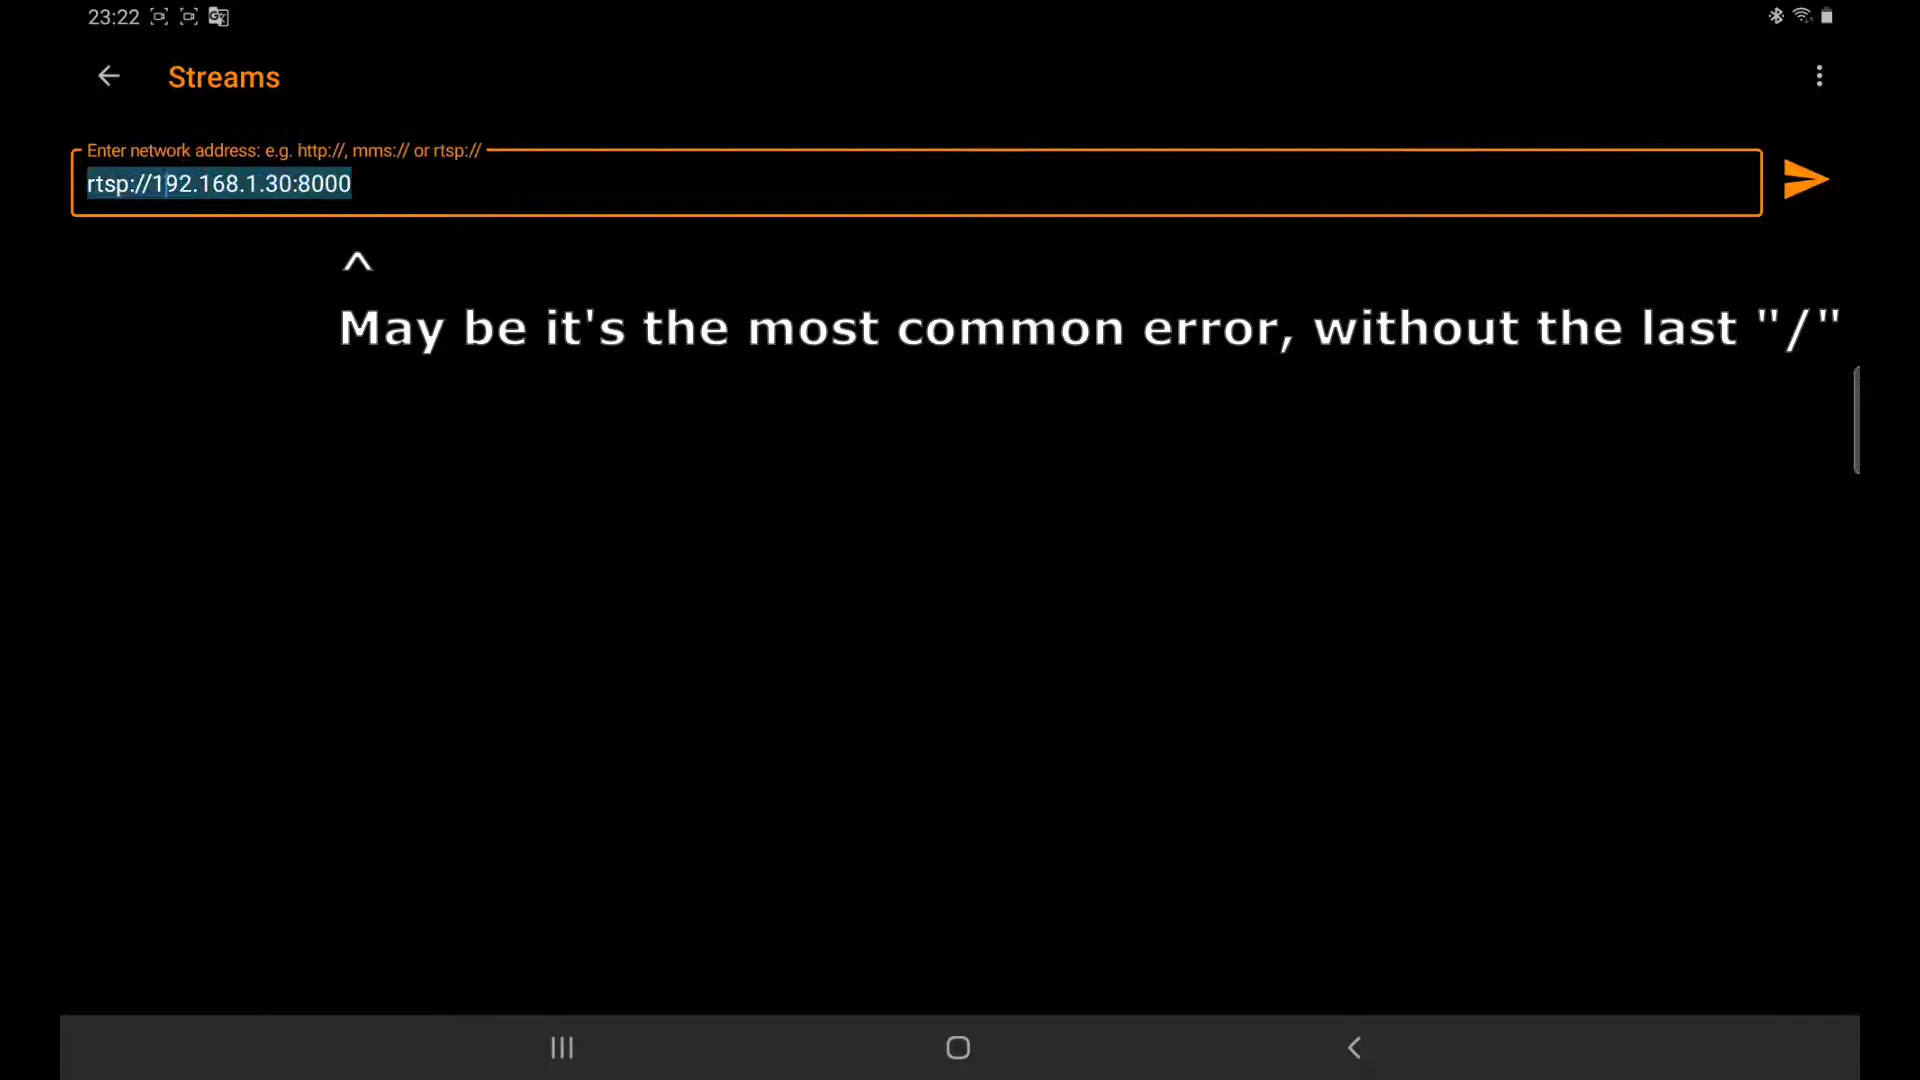 23:22
Streams
Enter network address: e.g. http://, mms:// or rtsp://
rtsp://192.168.1.30:8000
^
May be it's the most common error, without the last "/"